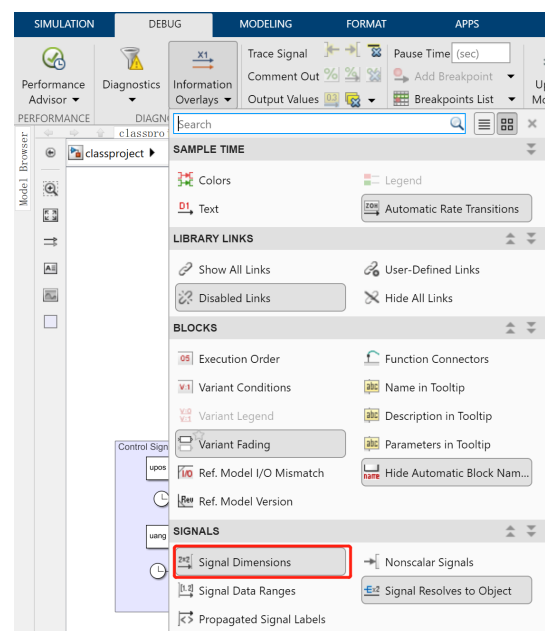 SIMULATION DEBUG MODELING FORMAT APPS
Performance Advisor
Diagnostics
Information Overlays
Trace Signal
Comment Out
Output Values
Pause Time (sec)
Add Breakpoint
Breakpoints List
PERFORMANCE
Model Browser
classproject
Search
SAMPLE TIME
Colors Legend
Text Automatic Rate Transitions
LIBRARY LINKS
Show All Links User-Defined Links
Disabled Links Hide All Links
BLOCKS
Execution Order Function Connectors
Variant Conditions Name in Tooltip
Variant Legend Description in Tooltip
Variant Fading Parameters in Tooltip
Ref. Model I/O Mismatch Hide Automatic Block Nam...
Ref. Model Version
SIGNALS
Signal Dimensions Nonscalar Signals
Signal Data Ranges Signal Resolves to Object
Propagated Signal Labels
Control Sign
upos
uang